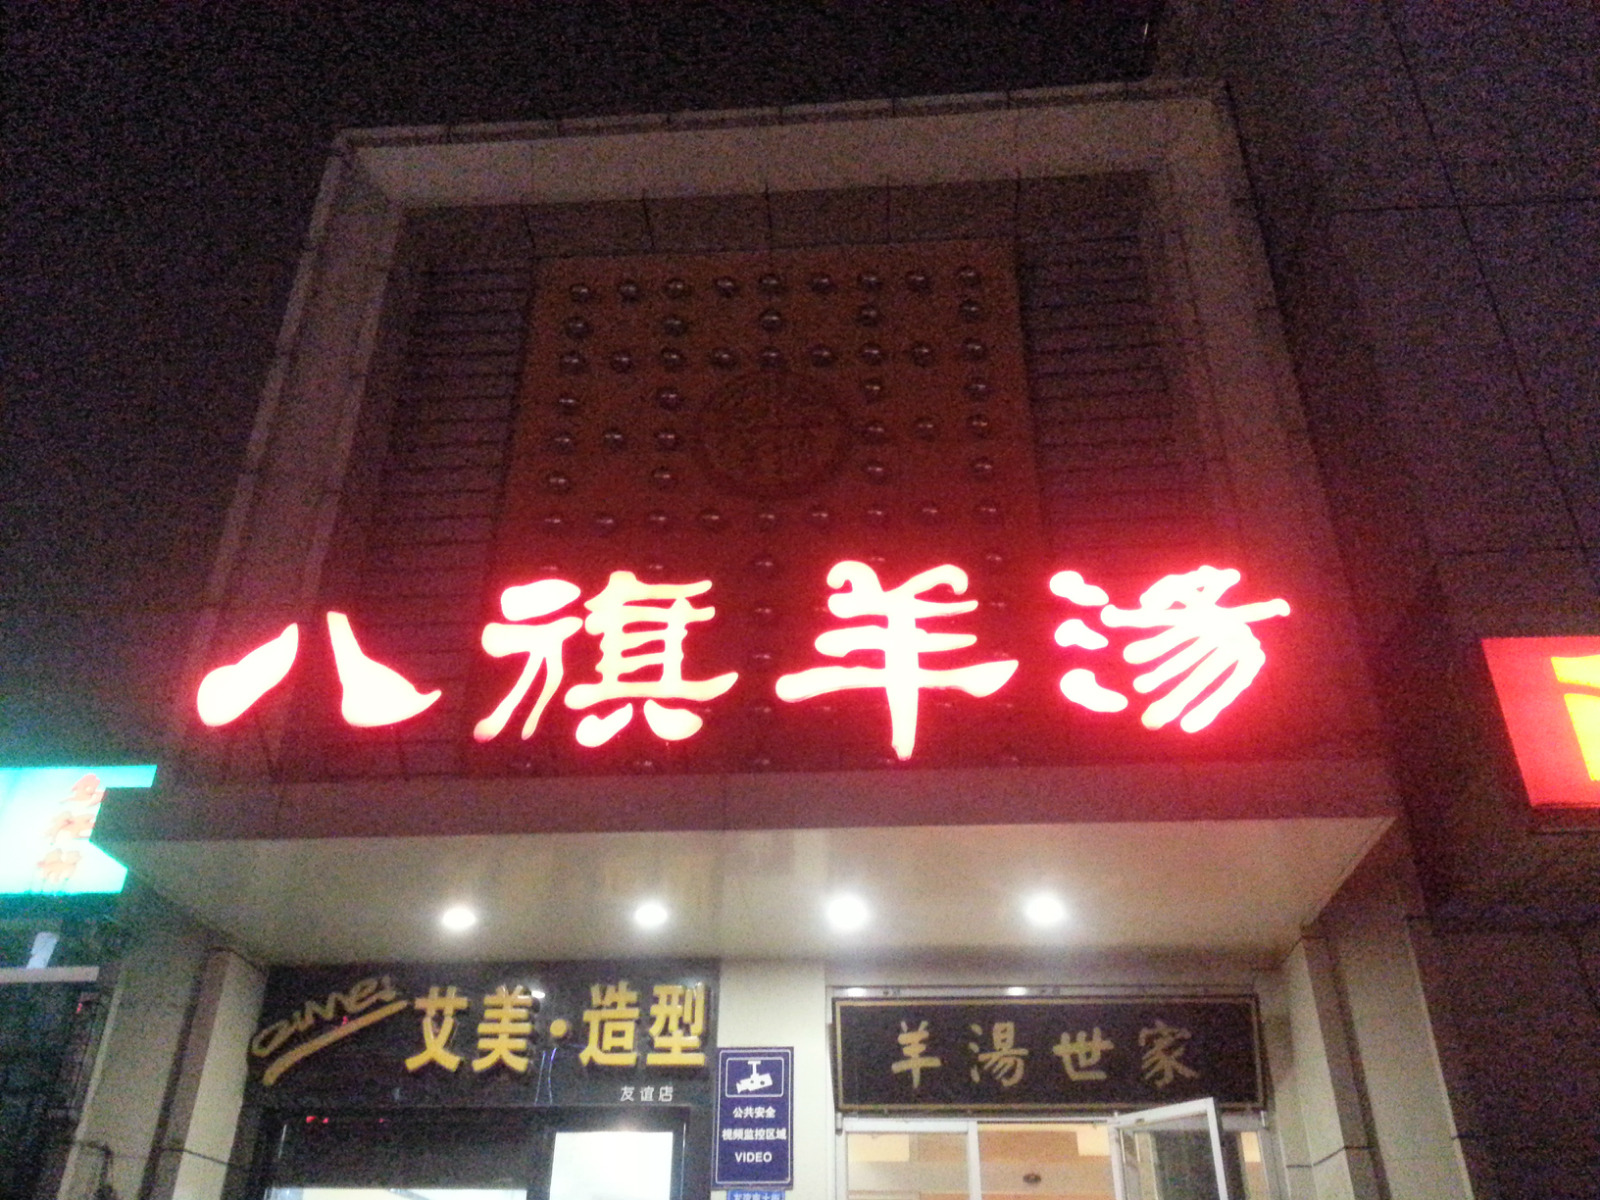 八旗羊湯
aimei 艾美·造型
友谊店
公共安全
视频监控区域
VIDEO
羊湯世家